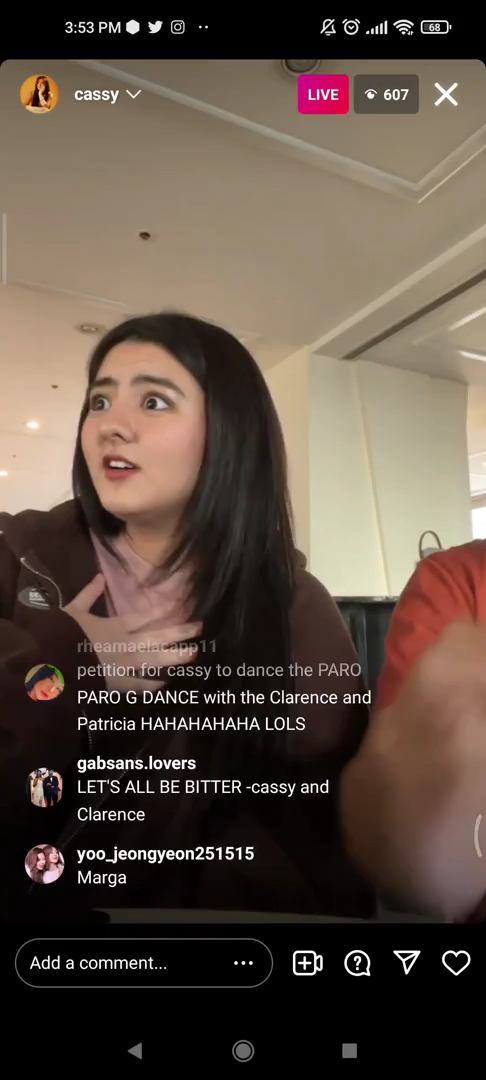 3:53 PM
68
cassy
LIVE
607
rheamaelacapp11
petition for cassy to dance the PARO
PARO G DANCE with the Clarence and
Patricia HAHAHAHAHA LOLS
gabsans.lovers
LET'S ALL BE BITTER -cassy and
Clarence
yoo_jeongyeon251515
Marga
Add a comment...